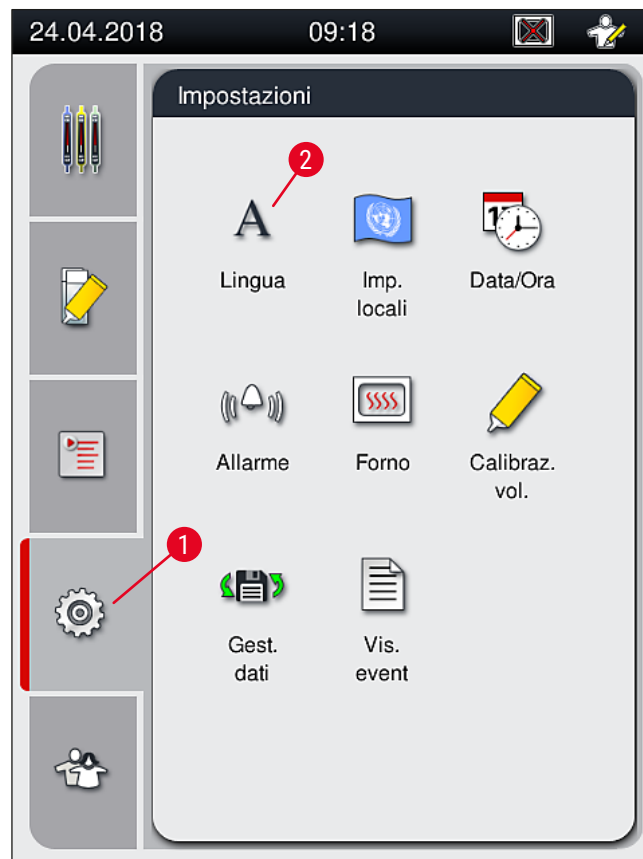 24.04.2018 09:18
Impostazioni
2
A
17
Lingua
Imp.
locali
Data/Ora
Allarme
Forno
Calibraz.
vol.
1
Gest.
dati
Vis.
event